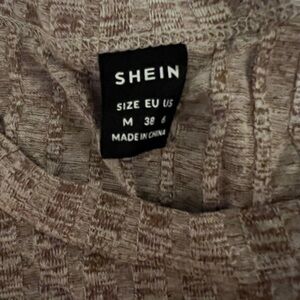 SHEIN
SIZE EU US
M 38 6
MADE IN CHINA